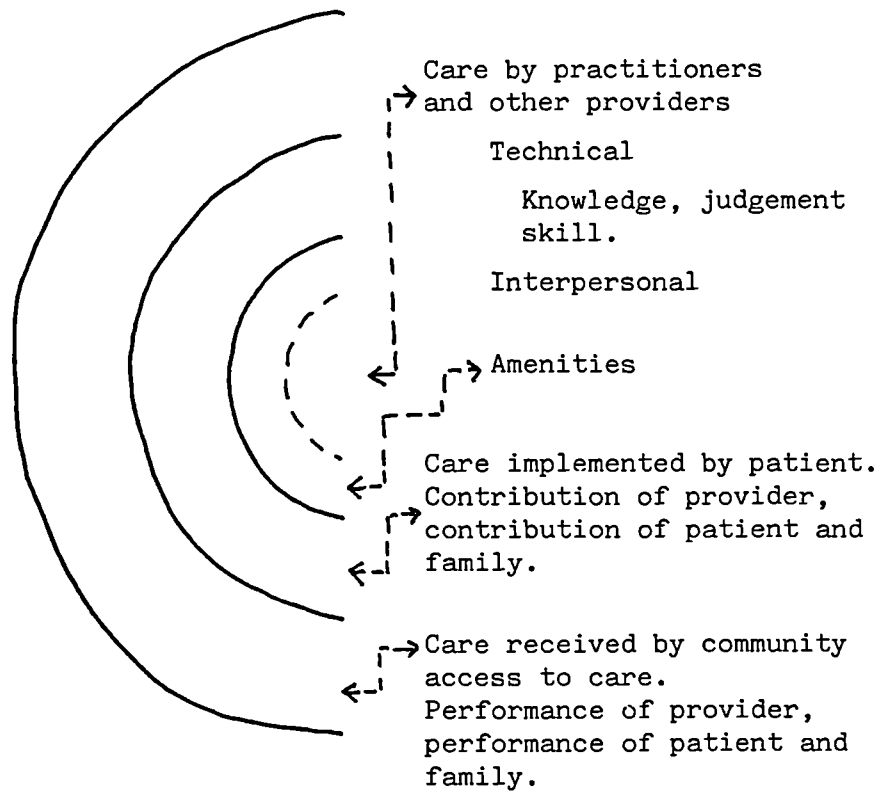 Care by practitioners
and other providers
Technical
Knowledge, judgement
skill.
Interpersonal
Amenities
Care implemented by patient.
Contribution of provider,
contribution of patient and
family.
Care received by community
access to care.
Performance of provider,
performance of patient and
family.